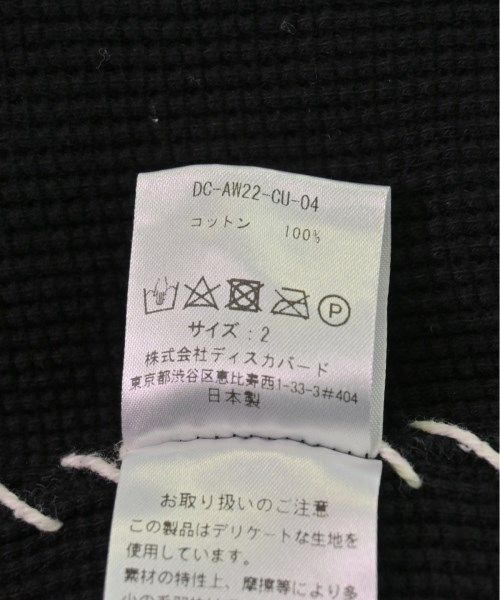 DC-AW22-CU-04
コットン 100%
P
サイズ:2
株式会社ディスカバード
東京都渋谷区恵比寿西1-33-3#404
日本製
お取り扱いのご注意
この製品はデリケートな生地を
使用しています。
素材の特性上、摩擦等により多
少の毛羽